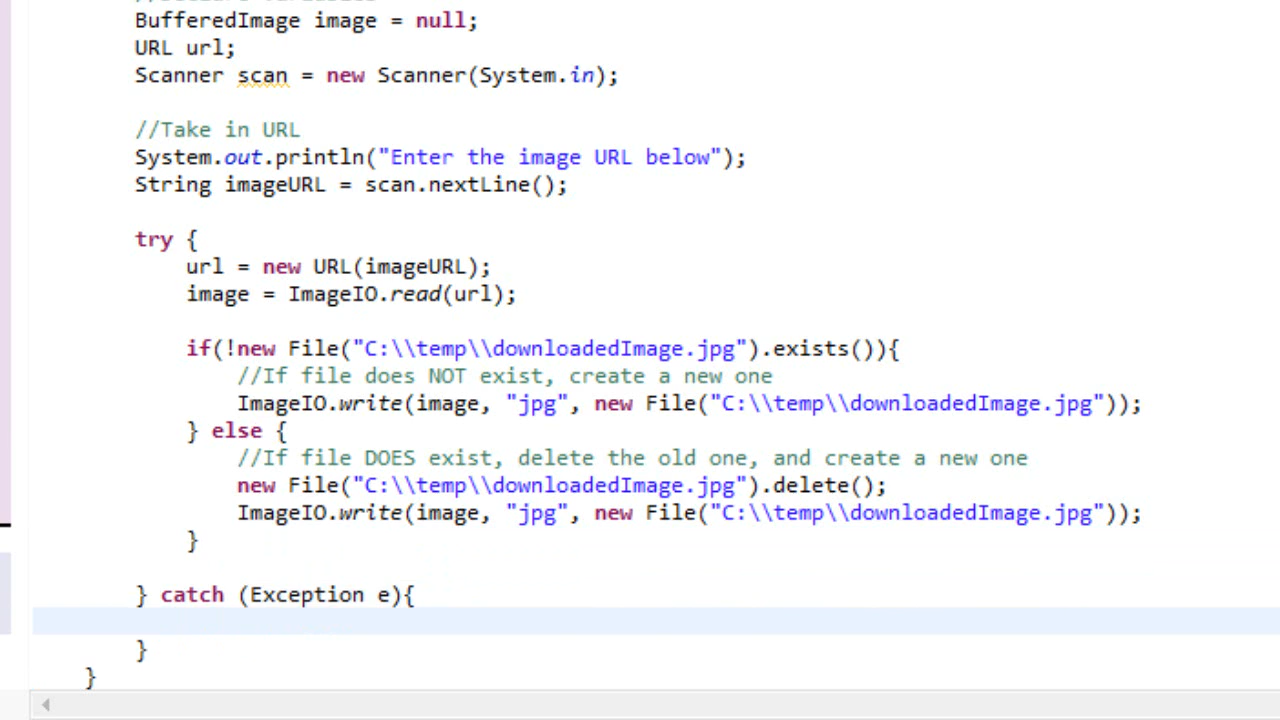 BufferedImage image = null;
URL url;
Scanner scan = new Scanner(System.in);
//Take in URL
System.out.println("Enter the image URL below");
String imageURL = scan.nextLine();
try {
url = new URL(imageURL);
image = ImageIO.read(url);
if(!new File("C:\\temp\\downloadedImage.jpg").exists()){
//If file does NOT exist, create a new one
ImageIO.write(image, "jpg", new File("C:\\temp\\downloadedImage.jpg"));
} else {
//If file DOES exist, delete the old one, and create a new one
new File("C:\\temp\\downloadedImage.jpg").delete();
ImageIO.write(image, "jpg", new File("C:\\temp\\downloadedImage.jpg"));
}
} catch (Exception e){
}
}